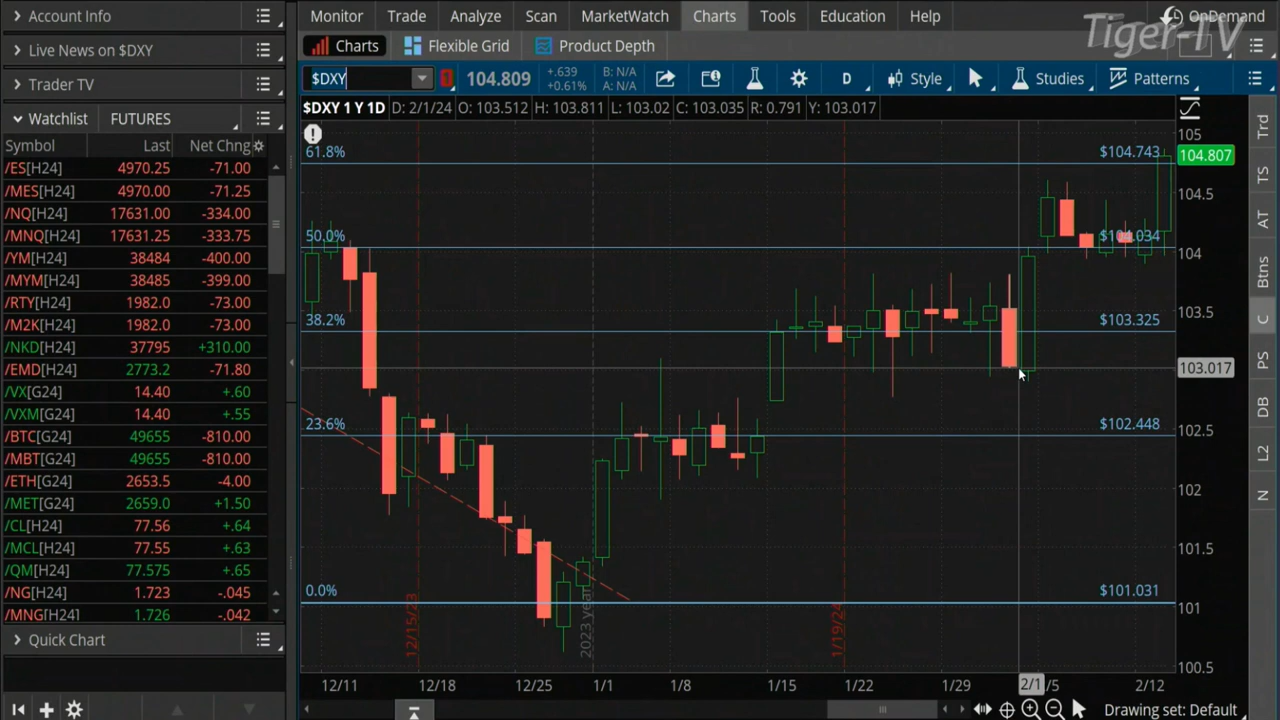 Account Info
Live News on $DXY
Trader TV
Watchlist FUTURES
Symbol Last Net Chng
/ES[H24] 4970.25 -71.00
/MES[H24] 4970.00 -71.25
/NQ[H24] 17631.00 -334.00
/MNQ[H24] 17631.25 -333.75
/YM[H24] 38484 -400.00
/MYM[H24] 38485 -399.00
/RTY[H24] 1982.0 -73.00
/M2K[H24] 1982.0 -73.00
/NKD[H24] 37795 +310.00
/EMD[H24] 2773.2 -71.80
/VX[G24] 14.40 +.60
/VXM[G24] 14.40 +.55
/BTC[G24] 49655 -810.00
/MBT[G24] 49655 -810.00
/ETH[G24] 2653.5 -4.00
/MET[G24] 2659.0 +1.50
/CL[H24] 77.56 +.64
/MCL[H24] 77.55 +.63
/QM[H24] 77.575 +.65
/NG[H24] 1.723 -.045
/MNG[H24] 1.726 -.042
Quick Chart
Monitor Trade Analyze Scan MarketWatch Charts Tools Education Help
OnDemand
Tiger-TV
Charts Flexible Grid Product Depth
$DXY 104.809 +.639 B: N/A
+0.61% A: N/A
D Style Studies Patterns
$DXY 1 Y 1D D: 2/1/24 O: 103.512 H: 103.811 L: 103.02 C: 103.035 R: 0.791 Y: 103.017
105
61.8% $104.743 104.807
104.5
50.0% $104.034
104
103.5
38.2% $103.325
103.017
23.6% $102.448
102.5
102
101.5
0.0% $101.031
101
100.5
12/15/23
2023 year
1/19/24
12/11 12/18 12/25 1/1 1/8 1/15 1/22 1/29 2/1 /5 2/12
Drawing set: Default
Trd
TS
AT
Btns
C
PS
DB
L2
N